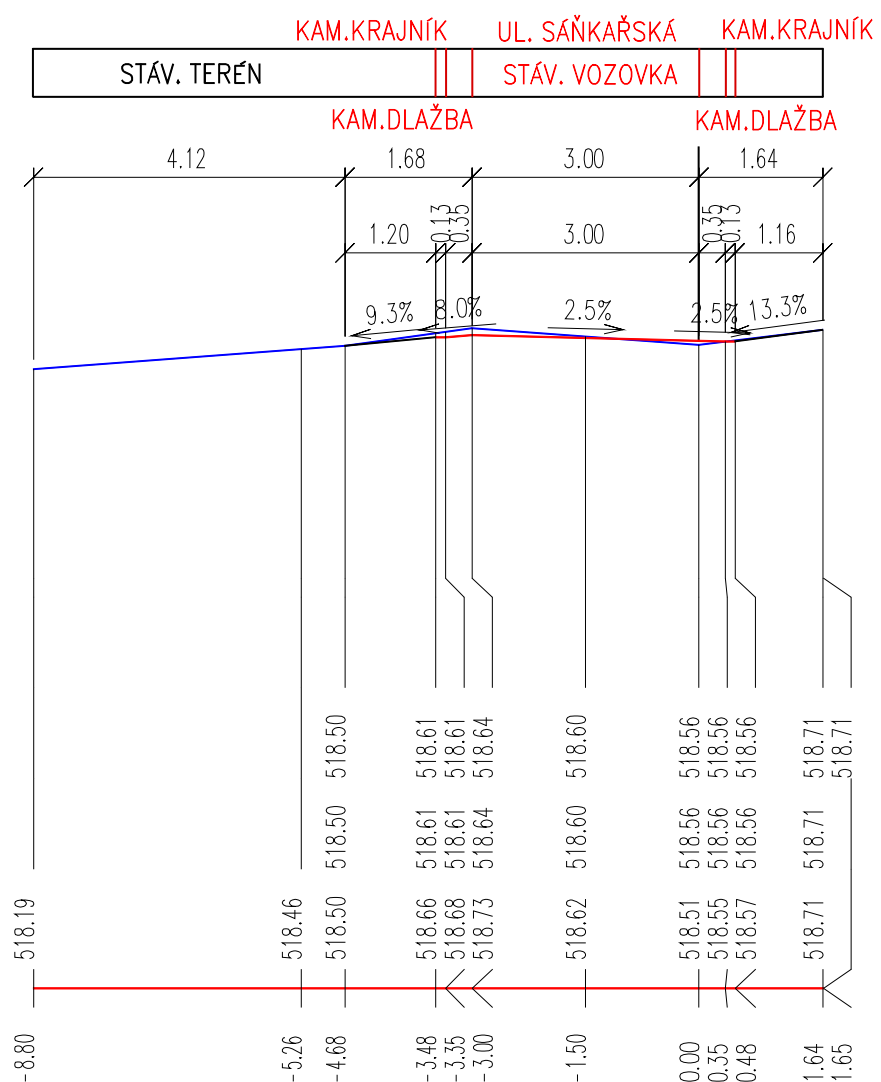 KAM.KRAJNÍK UL. SÁŇKAŘSKÁ KAM.KRAJNÍK
STÁV. TERÉN STÁV. VOZOVKA
KAM.DLAŽBA KAM.DLAŽBA
4.12 1.68 3.00 1.64
1.20 0.13 0.35 3.00 0.35 0.13 1.16
9.3% 8.0% 2.5% 2.5% 13.3%
518.50 518.61 518.61 518.64 518.60 518.56 518.56 518.56 518.71 518.71
518.50 518.61 518.61 518.64 518.60 518.56 518.56 518.56 518.71
518.19 518.46 518.50 518.66 518.68 518.73 518.62 518.51 518.55 518.57 518.71
-8.80 -5.26 -4.68 -3.48 -3.35 -3.00 -1.50 0.00 0.35 0.48 1.64 1.65